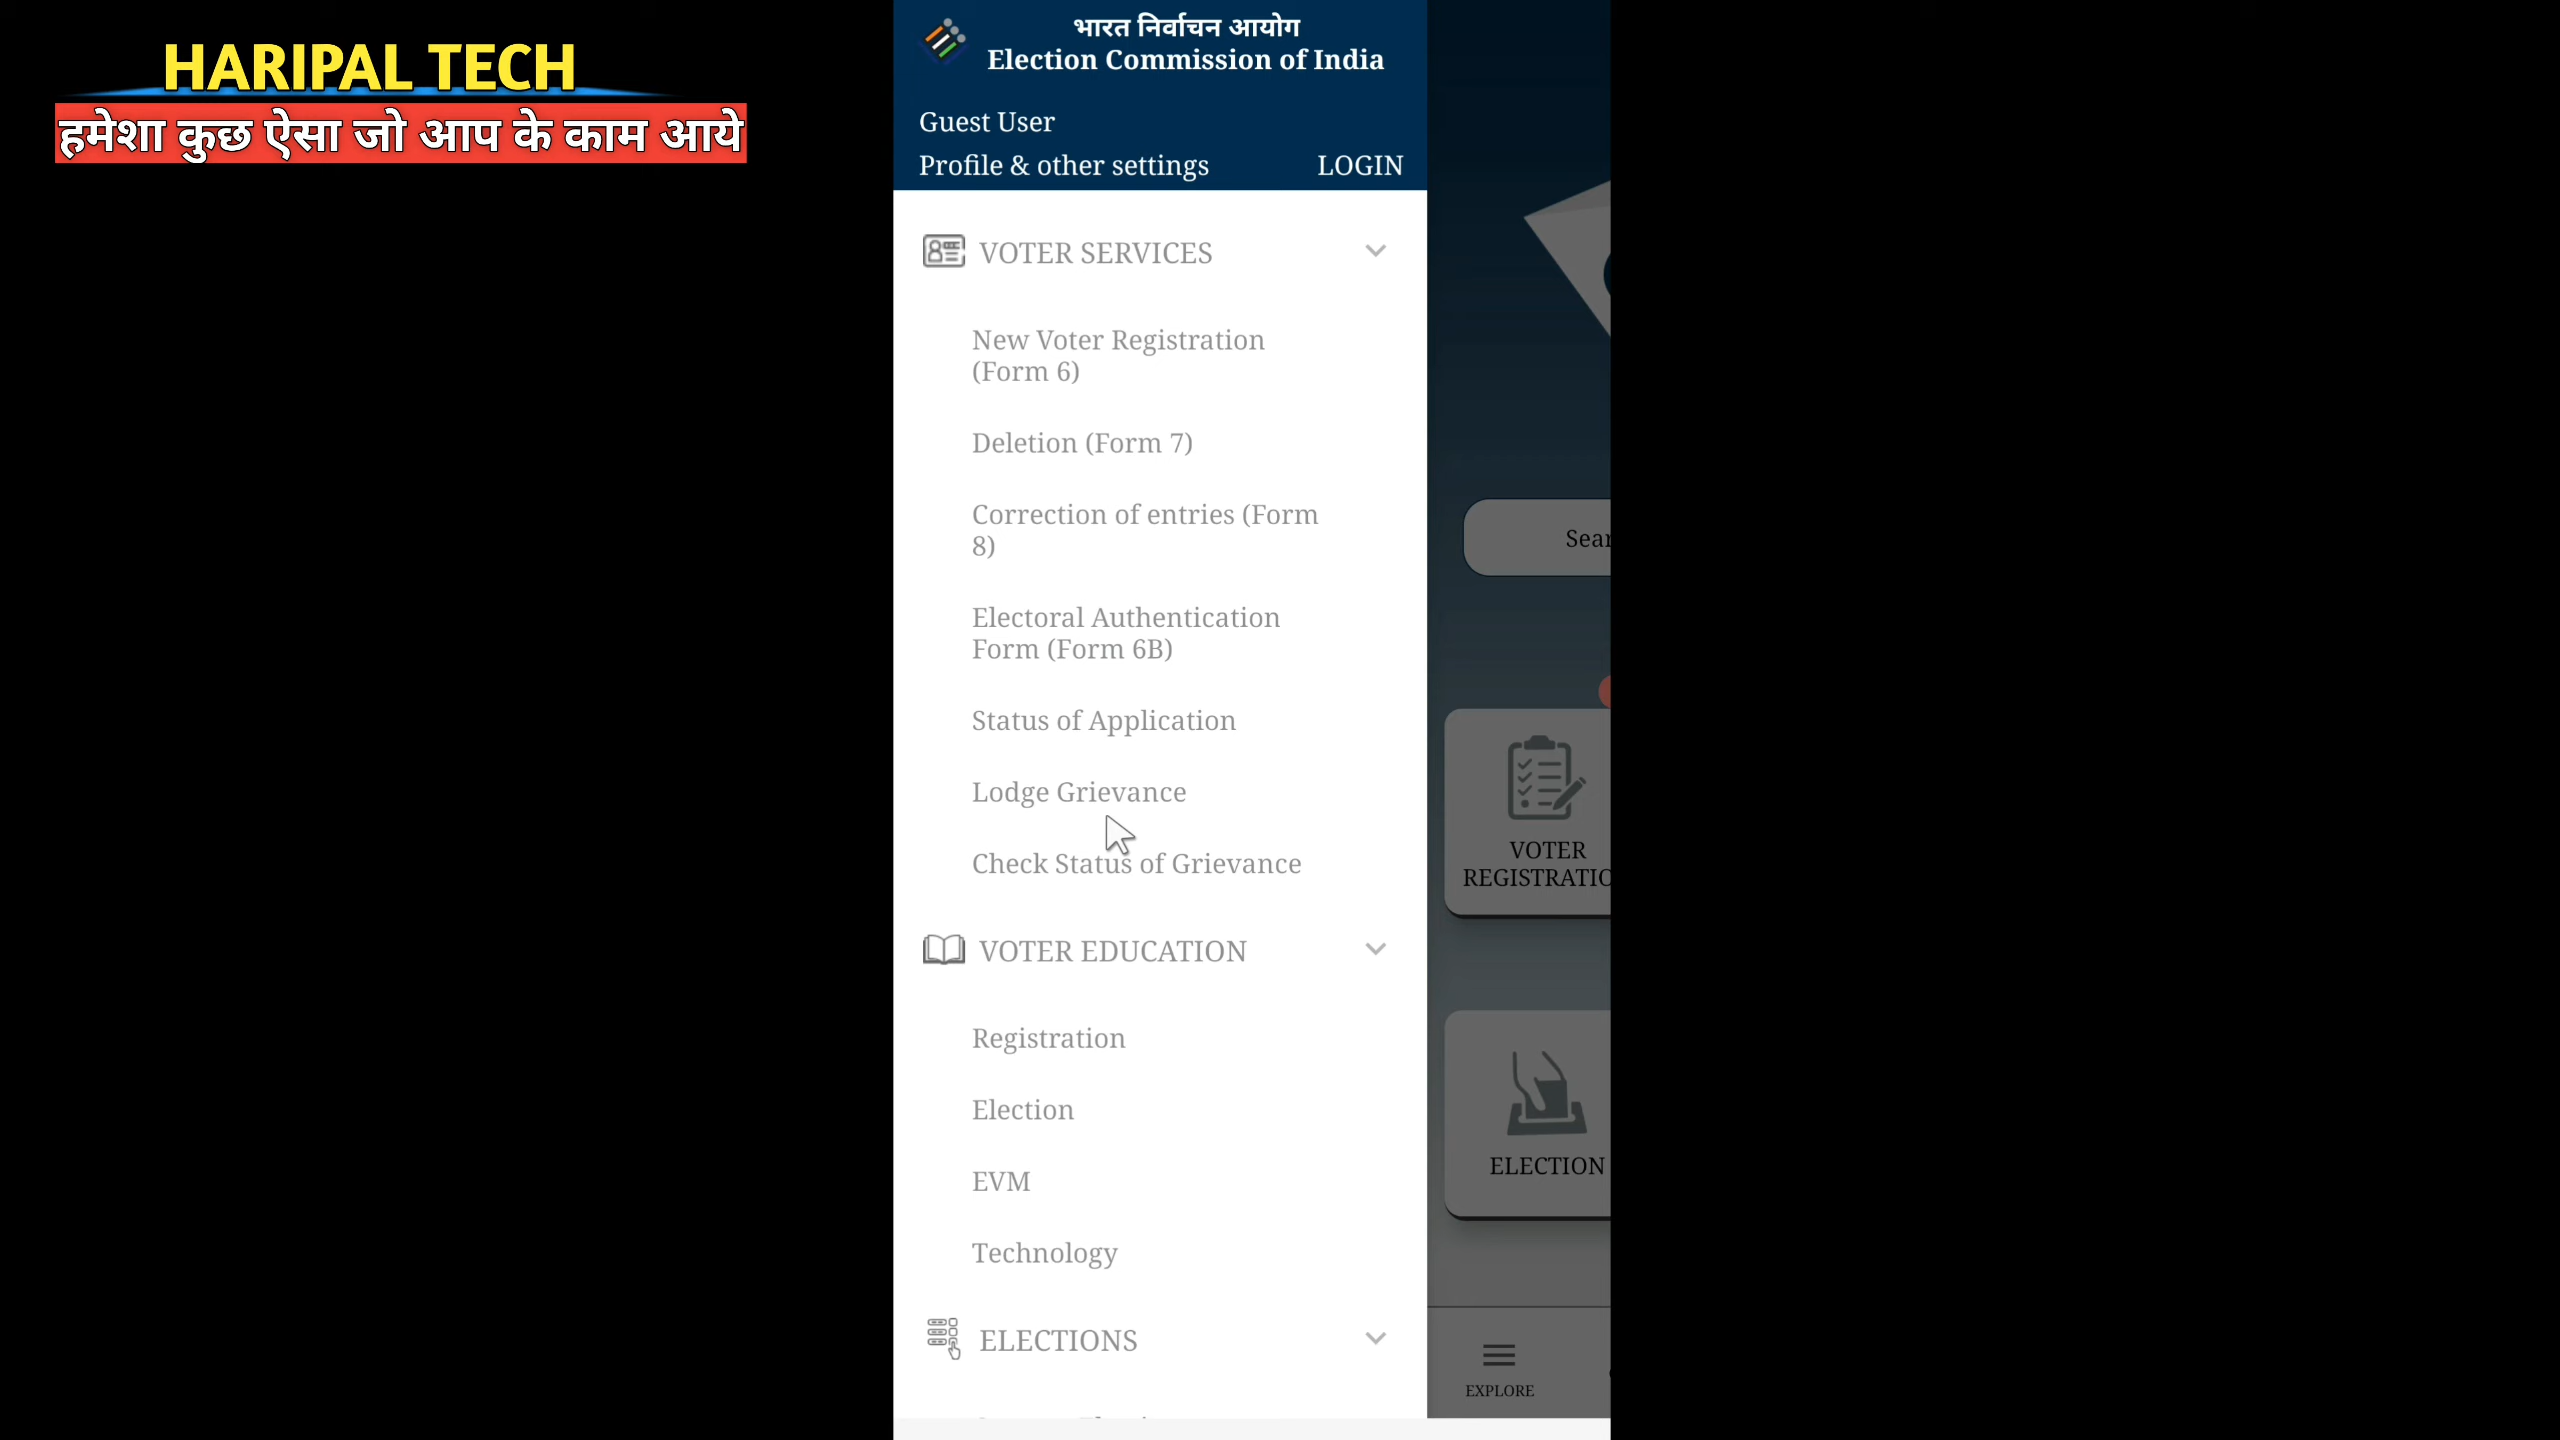 HARIPAL TECH
हमेशा कुछ ऐसा जो आप के काम आये
भारत निर्वाचन आयोग
Election Commission of India
Guest User
Profile & other settings
LOGIN
VOTER SERVICES
New Voter Registration
(Form 6)
Deletion (Form 7)
Correction of entries (Form
8)
Electoral Authentication
Form (Form 6B)
Status of Application
Lodge Grievance
Check Status of Grievance
VOTER EDUCATION
Registration
Election
EVM
Technology
ELECTIONS
VOTER
ELECTION
EXPLORE